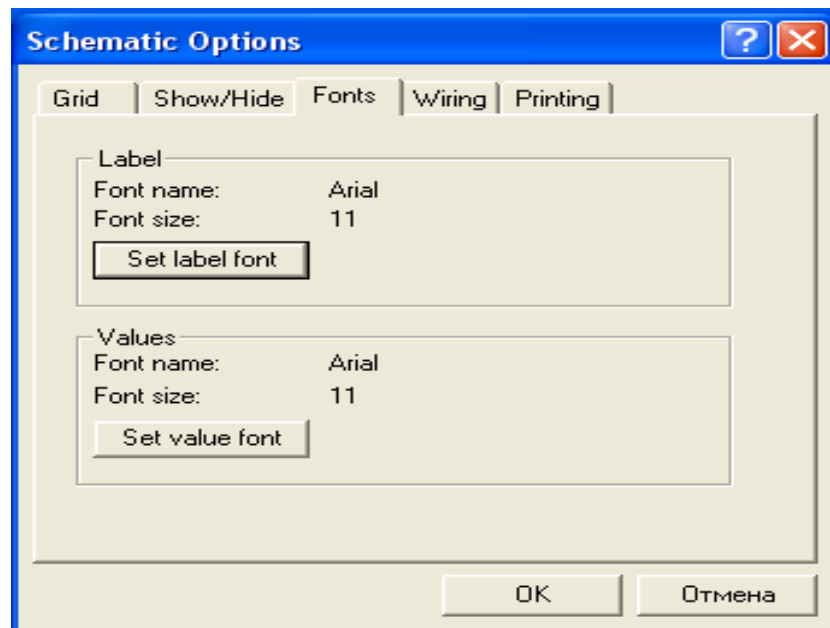 Schematic Options
Grid Show/Hide Fonts Wiring Printing
Label
Font name: Arial
Font size: 11
Set label font
Values
Font name: Arial
Font size: 11
Set value font
OK Отмена